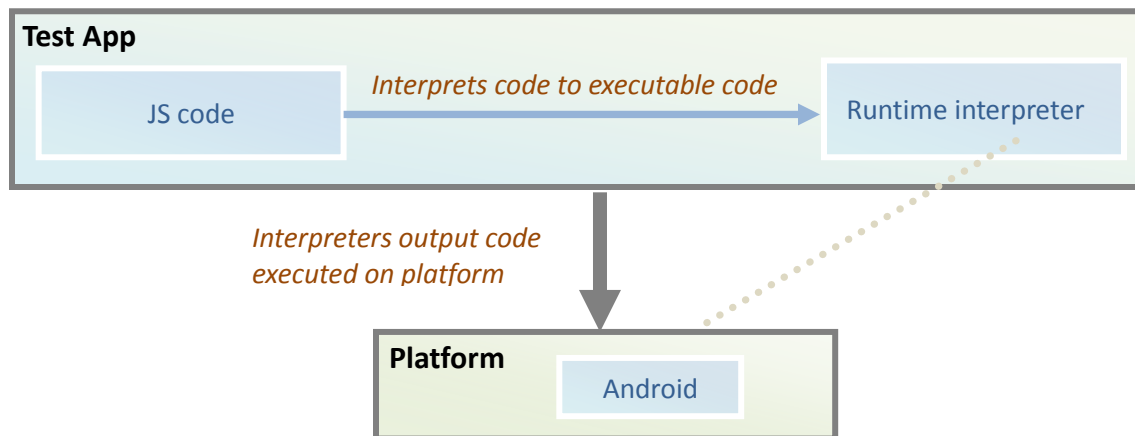 Test App
Interprets code to executable code
JS code
Runtime interpreter
Interpreters output code
executed on platform
Platform
Android